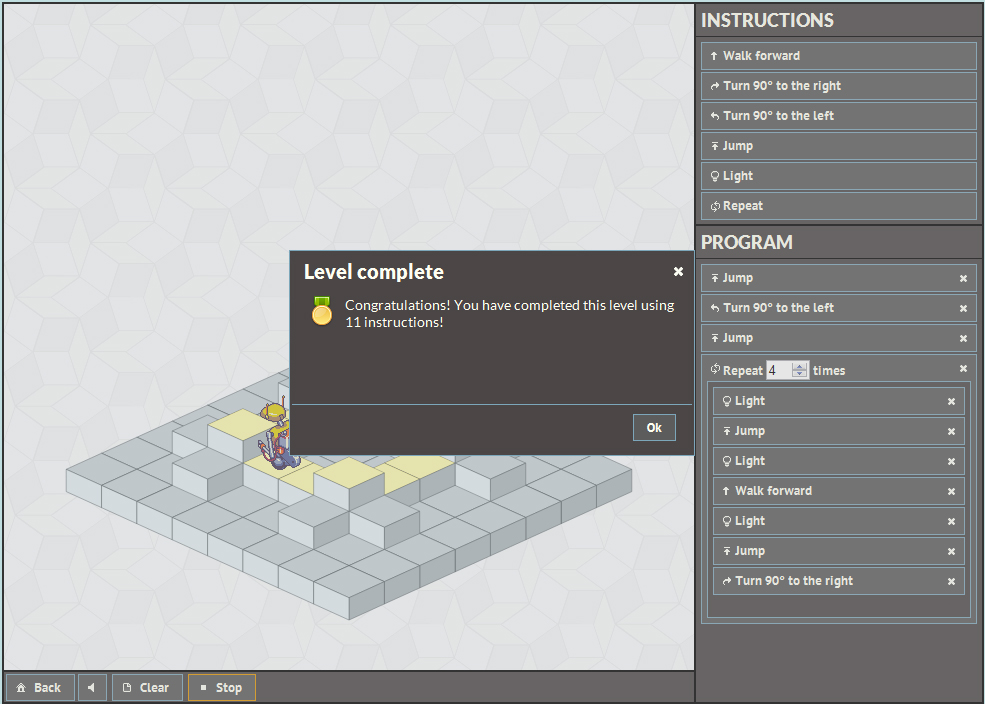 INSTRUCTIONS
Walk forward
Turn 90° to the right
Turn 90° to the left
Jump
Light
Repeat
PROGRAM
Jump
Turn 90° to the left
Jump
Repeat 4 times
Light
Jump
Light
Walk forward
Light
Jump
Turn 90° to the right
Level complete
Congratulations! You have completed this level using
11 instructions!
Ok
Back
Clear
Stop